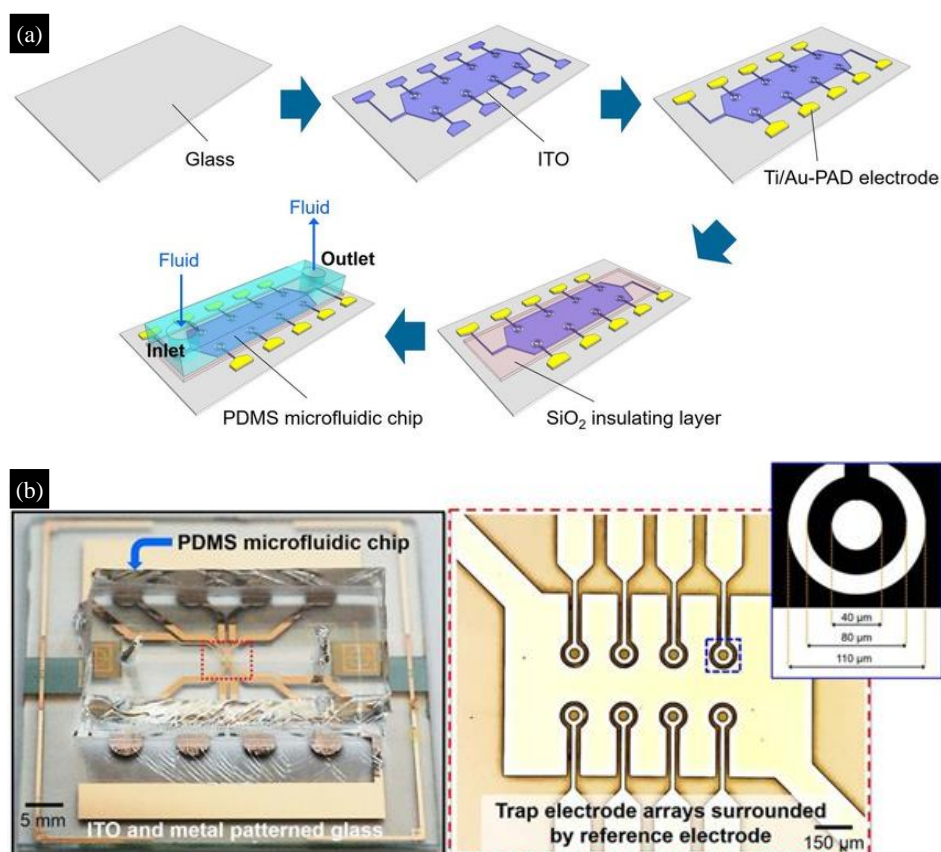 (a)
Glass
ITO
Ti/Au-PAD electrode
Fluid
Fluid
Outlet
Inlet
PDMS microfluidic chip
SiO₂ insulating layer
(b)
PDMS microfluidic chip
5 mm
ITO and metal patterned glass
Trap electrode arrays surrounded
by reference electrode
150 µm
40 µm
80 µm
110 µm